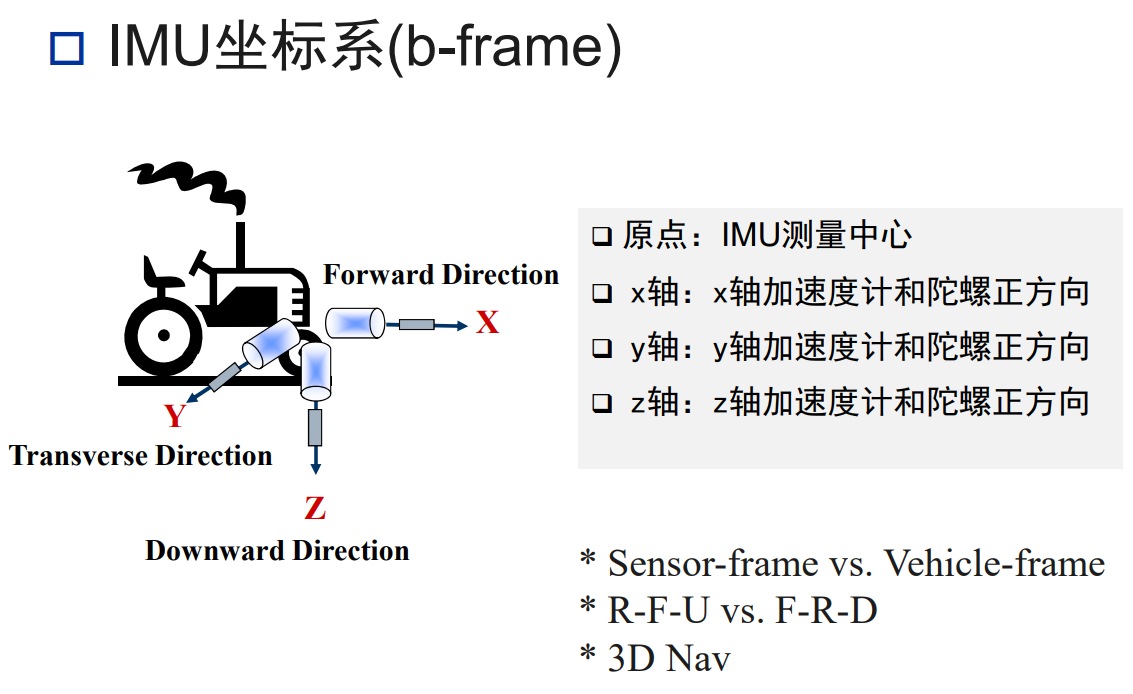 IMU坐标系(b-frame)
Forward Direction
X
Y
Transverse Direction
Z
Downward Direction
原点：IMU测量中心
x轴：x轴加速度计和陀螺正方向
y轴：y轴加速度计和陀螺正方向
z轴：z轴加速度计和陀螺正方向
* Sensor-frame vs. Vehicle-frame
* R-F-U vs. F-R-D
* 3D Nav